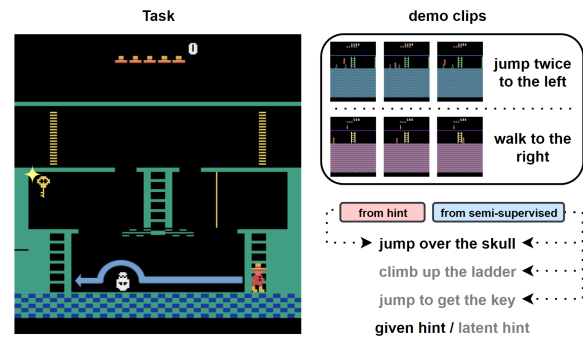 Task
demo clips
0
jump twice
to the left
walk to the
right
from hint
from semi-supervised
jump over the skull
climb up the ladder
jump to get the key
given hint / latent hint